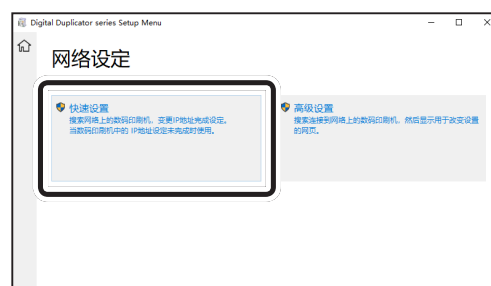 Digital Duplicator series Setup Menu
网络设定
快速设置
搜索网络上的数码印刷机、变更IP地址完成设定。
当数码印刷机中的 IP地址设定未完成时使用。
高级设置
搜索连接到网络上的数码印刷机，然后显示用于改变设置
的网页。